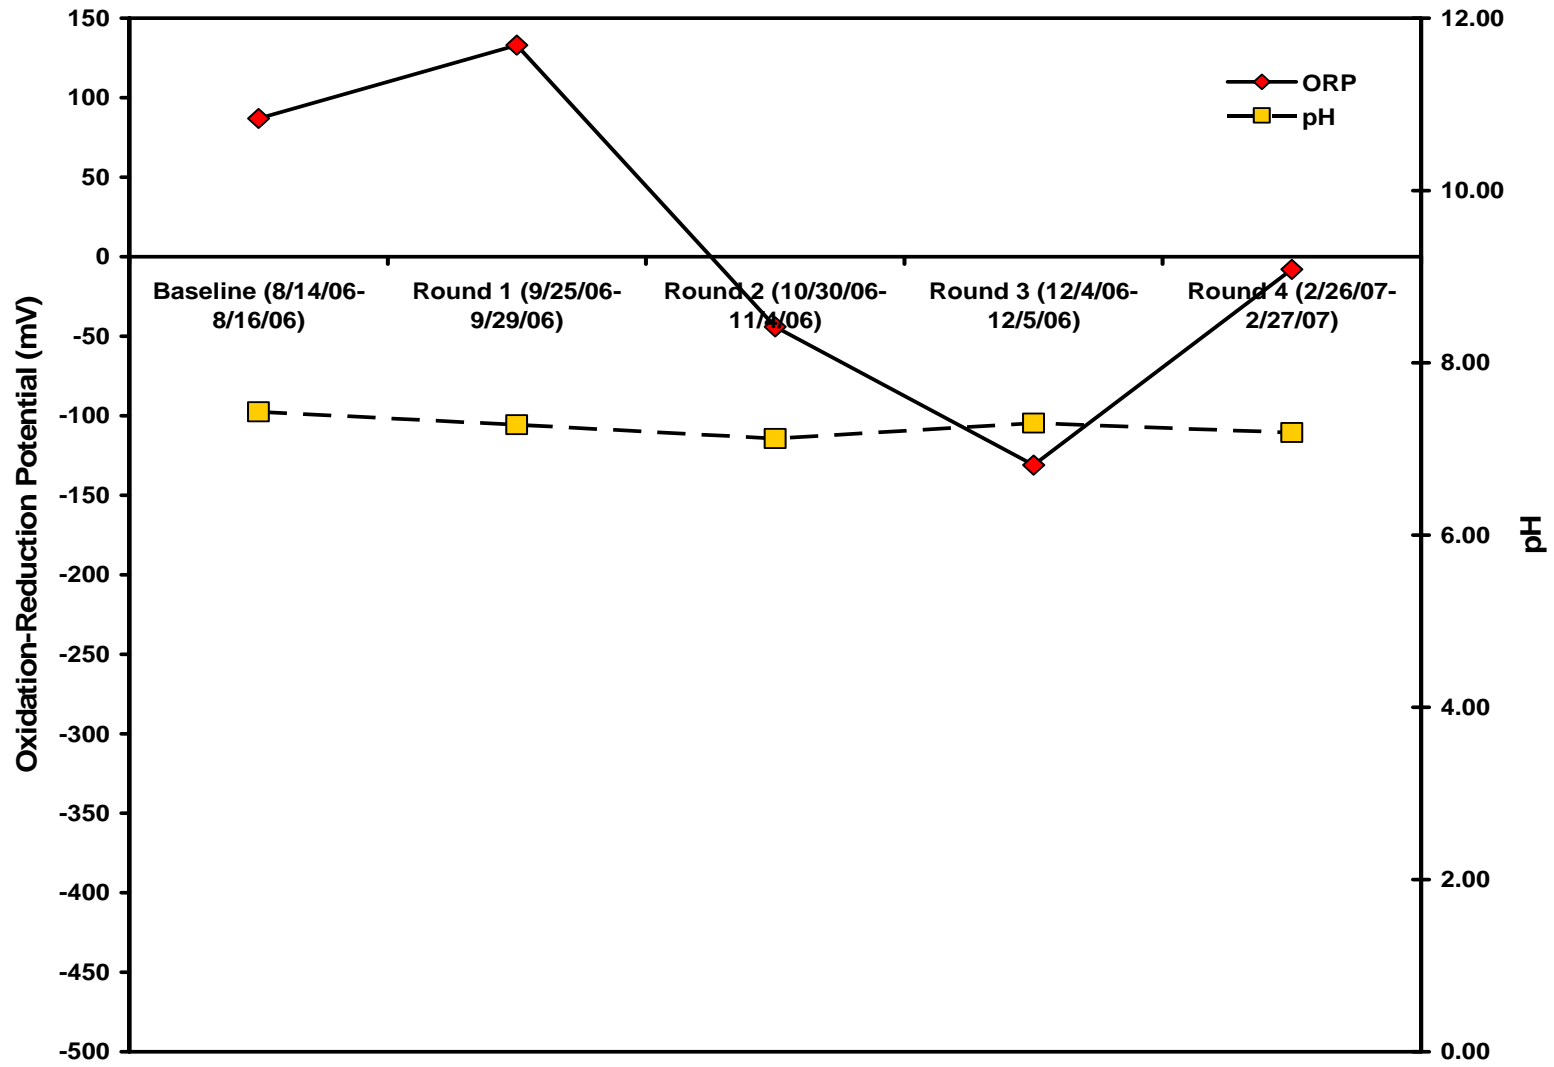 150
100
50
0
-50
-100
-150
-200
-250
-300
-350
-400
-450
-500
Oxidation-Reduction Potential (mV)
Baseline (8/14/06-
8/16/06)
Round 1 (9/25/06-
9/29/06)
Round 2 (10/30/06-
11/4/06)
Round 3 (12/4/06-
12/5/06)
Round 4 (2/26/07-
2/27/07)
ORP
pH
12.00
10.00
8.00
6.00
4.00
2.00
0.00
pH